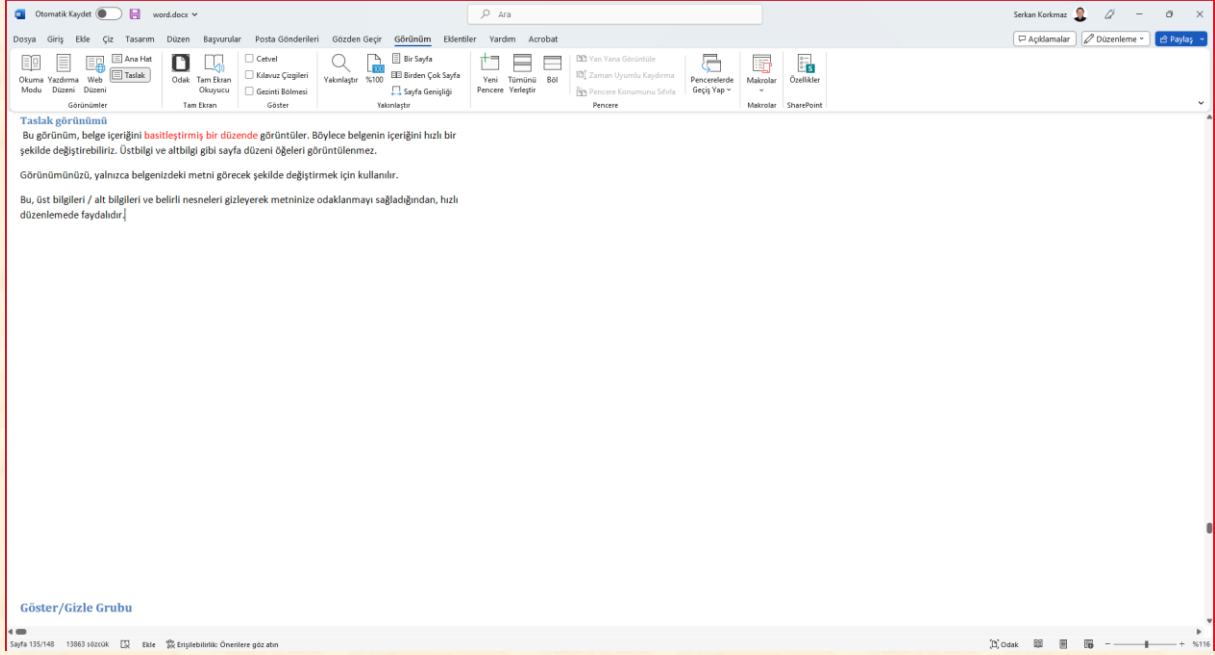 Otomatik Kaydet word.docx Ara Serkan Korkmaz
Dosya Giriş Ekle Çiz Tasarım Düzen Başvurular Posta Gönderileri Gözden Geçir Görünüm Eklentiler Yardım Acrobat Açıklamalar Düzenleme Paylaş
Okuma Modu
Yazdırma Düzeni
Web Düzeni
Ana Hat
Taslak
Görünümler
Odak
Tam Ekran Okuyucu
Tam Ekran
Cetvel
Kılavuz Çizgileri
Gezinti Bölmesi
Göster
Yakınlaştır
%100
Bir Sayfa
Birden Çok Sayfa
Sayfa Genişliği
Yakınlaştır
Yeni Pencere
Tümünü Yerleştir
Böl
Yan Yana Görüntüle
Zaman Uyumlu Kaydırma
Pencere Konumunu Sıfırla
Pencere
Pencerelerde Geçiş Yap
Makrolar
Makrolar
Özellikler
SharePoint
Taslak görünümü
Bu görünüm, belge içeriğini basitleştirmiş bir düzende görüntüler. Böylece belgenin içeriğini hızlı bir
şekilde değiştirebiliriz. Üstbilgi ve altbilgi gibi sayfa düzeni öğeleri görüntülenmez.
Görünümünüzü, yalnızca belgenizdeki metni görecek şekilde değiştirmek için kullanılır.
Bu, üst bilgileri / alt bilgileri ve belirli nesneleri gizleyerek metninize odaklanmayı sağladığından, hızlı
düzenlemede faydalıdır.
Göster/Gizle Grubu
Sayfa 135/148 13863 sözcük Ekle Erişilebilirlik: Önerilere göz atın Odak %116